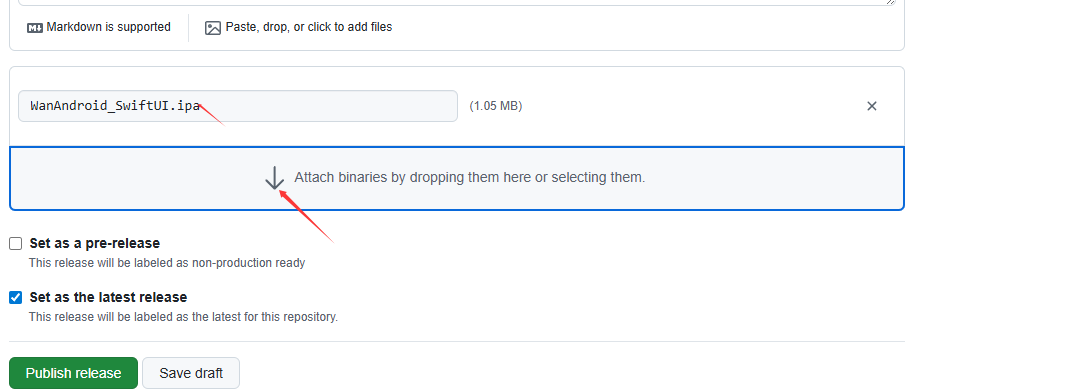 Markdown is supported
Paste, drop, or click to add files
WanAndroid_SwiftUI.ipa (1.05 MB)
Attach binaries by dropping them here or selecting them.
Set as a pre-release
This release will be labeled as non-production ready
Set as the latest release
This release will be labeled as the latest for this repository.
Publish release
Save draft